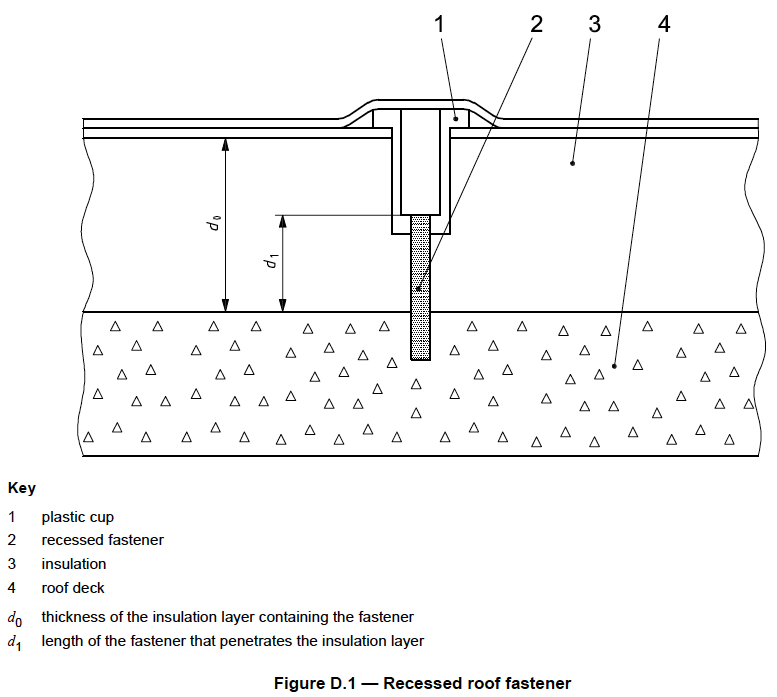 1 2 3 4
d0
d1
Key
1 plastic cup
2 recessed fastener
3 insulation
4 roof deck
d0 thickness of the insulation layer containing the fastener
d1 length of the fastener that penetrates the insulation layer
Figure D.1 — Recessed roof fastener